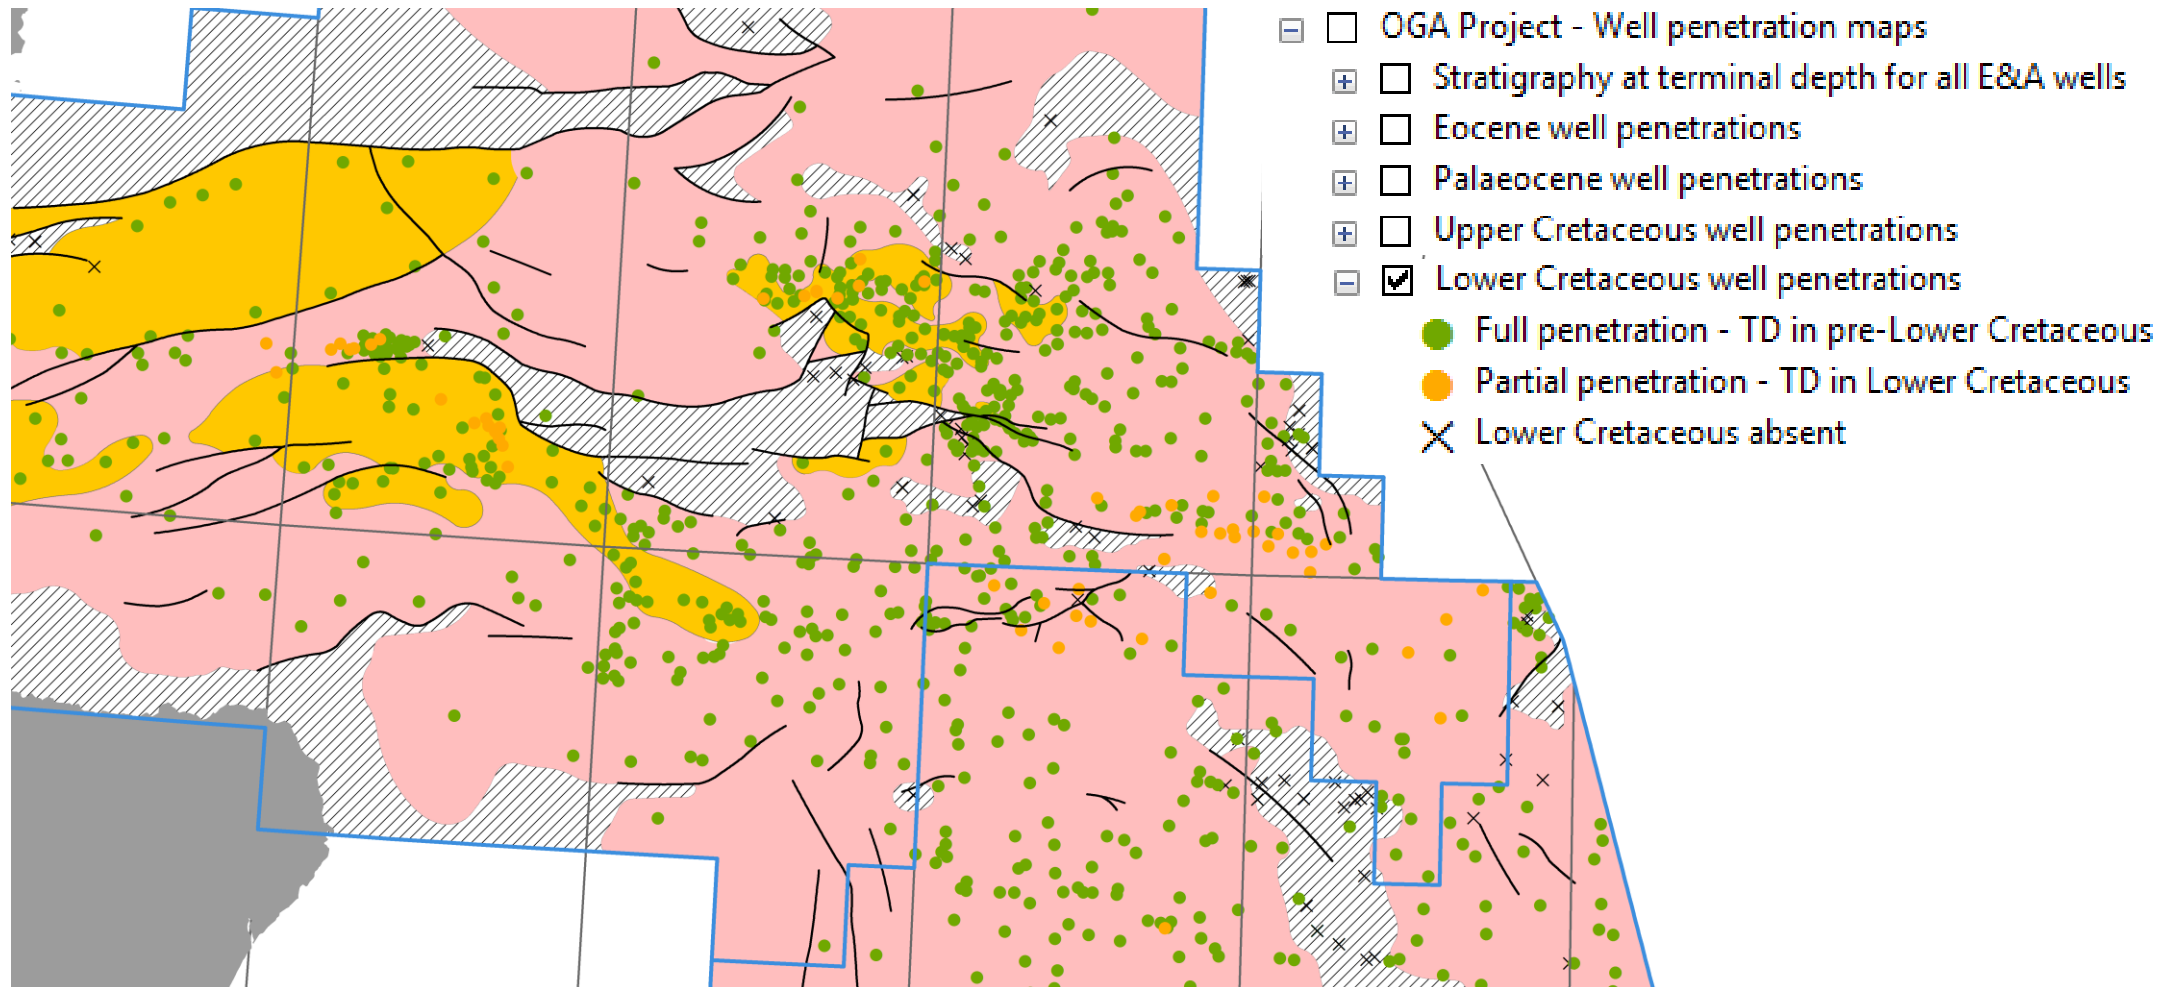 OGA Project - Well penetration maps
Stratigraphy at terminal depth for all E&A wells
Eocene well penetrations
Palaeocene well penetrations
Upper Cretaceous well penetrations
Lower Cretaceous well penetrations
Full penetration - TD in pre-Lower Cretaceous
Partial penetration - TD in Lower Cretaceous
Lower Cretaceous absent